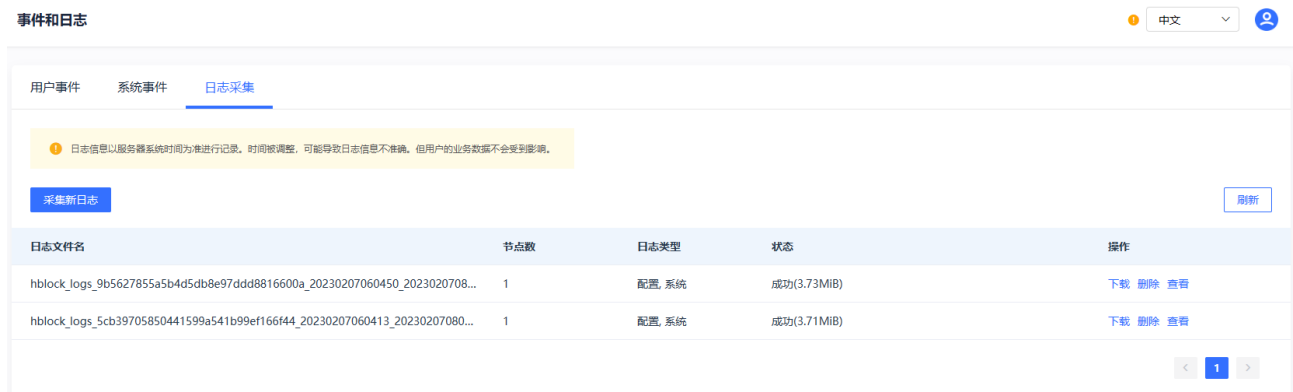 事件和日志
中文
用户事件 系统事件 日志采集
日志信息以服务器系统时间为准进行记录。时间被调整，可能导致日志信息不准确。但用户的业务数据不会受到影响。
采集新日志 刷新
日志文件名 节点数 日志类型 状态 操作
hblock_logs_9b5627855a5b4d5db8e97ddd8816600a_20230207060450_2023020708... 1 配置, 系统 成功(3.73MiB) 下载 删除 查看
hblock_logs_5cb39705850441599a541b99ef166f44_20230207060413_20230207080... 1 配置, 系统 成功(3.71MiB) 下载 删除 查看
1